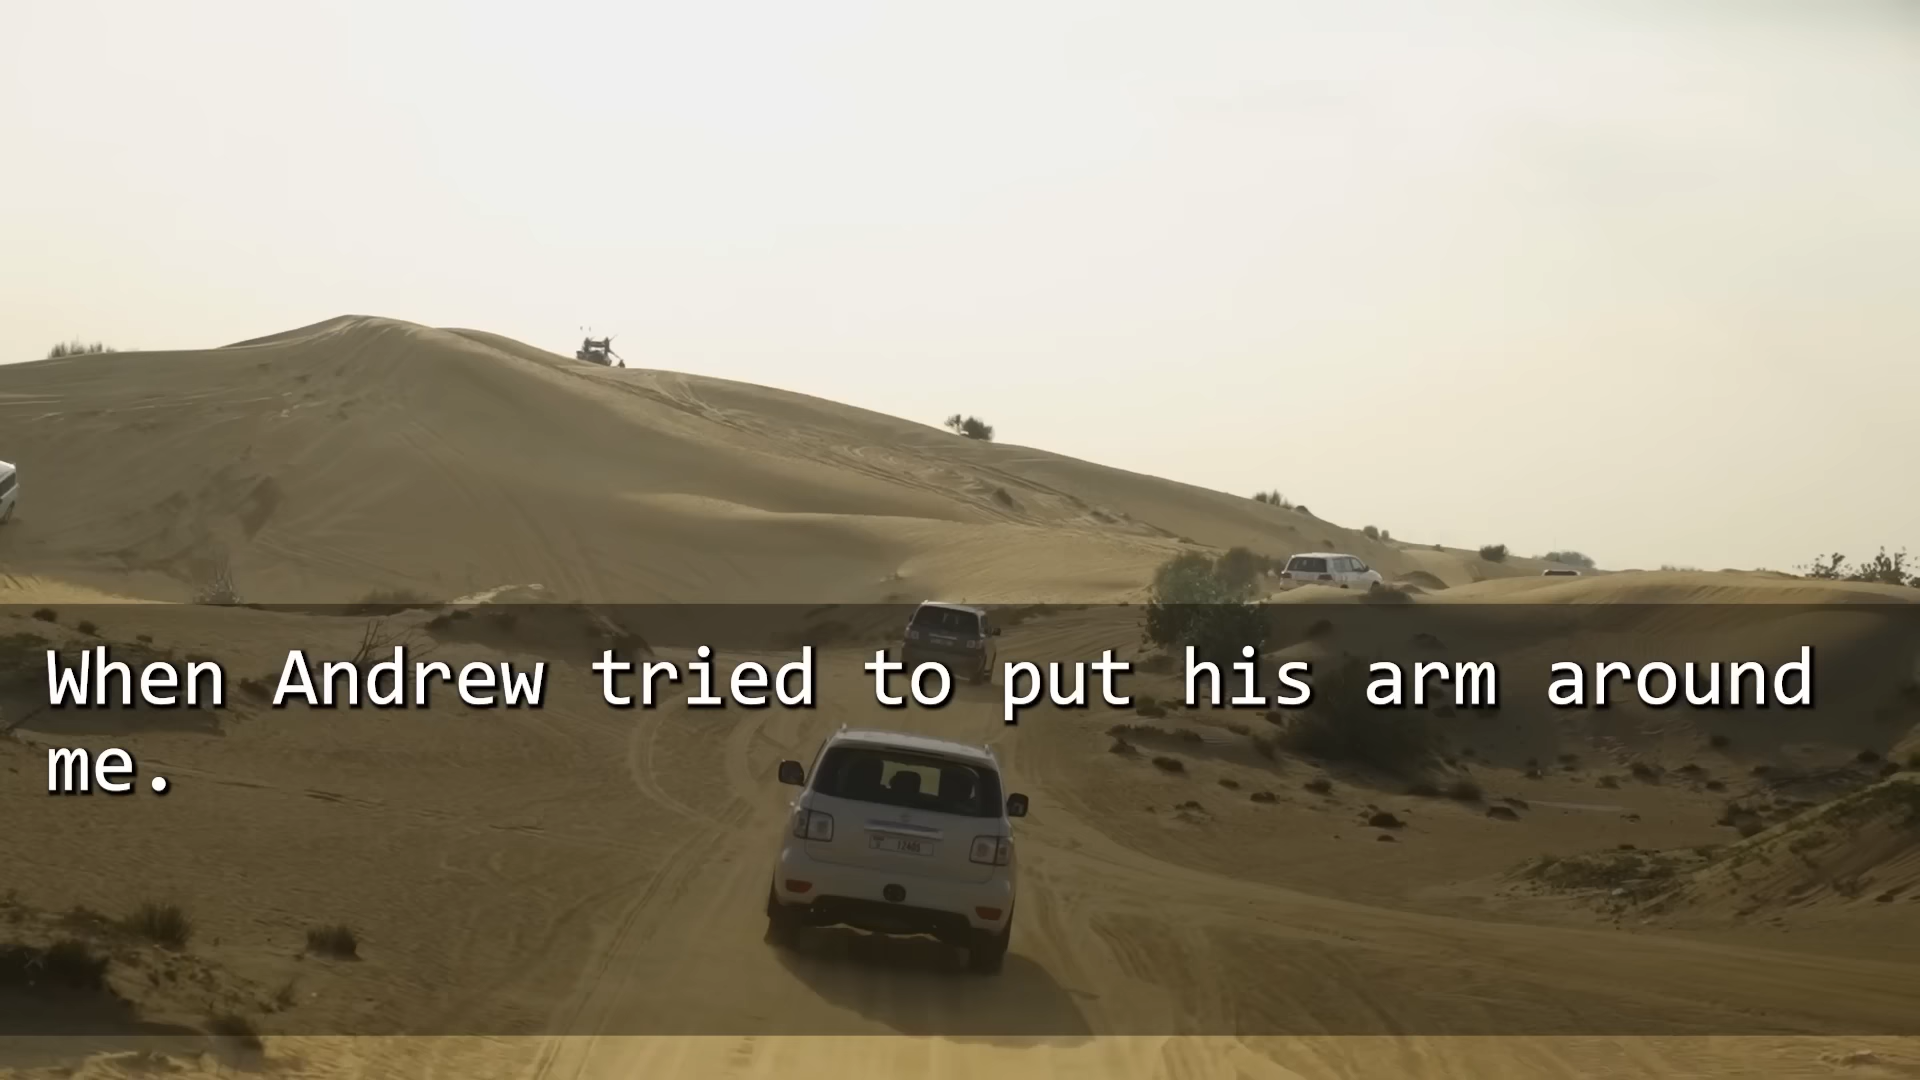 When Andrew tried to put his arm around
me.